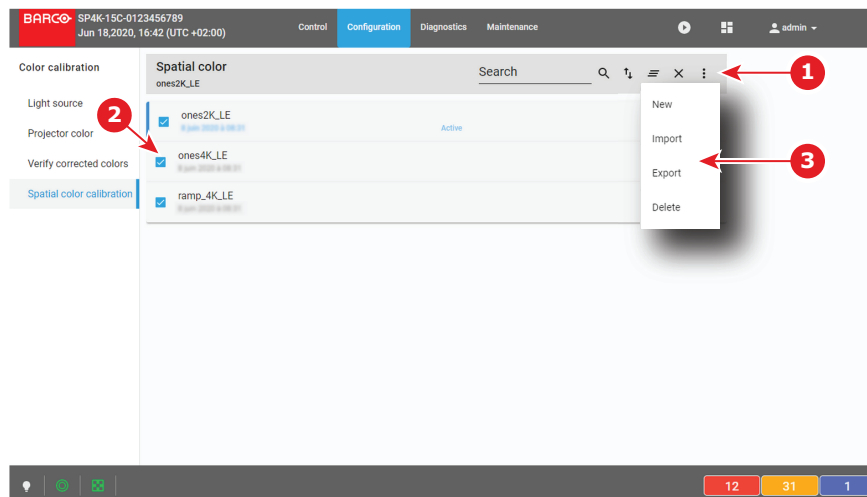 BARCO SP4K-15C-0123456789
Jun 18,2020, 16:42 (UTC +02:00)
Control Configuration Diagnostics Maintenance admin
Color calibration
Light source
Projector color
Verify corrected colors
Spatial color calibration
Spatial color
ones2K_LE
Search
1
2
ones2K_LE
Active
ones4K_LE
ramp_4K_LE
New
Import
Export
Delete
3
12 31 1